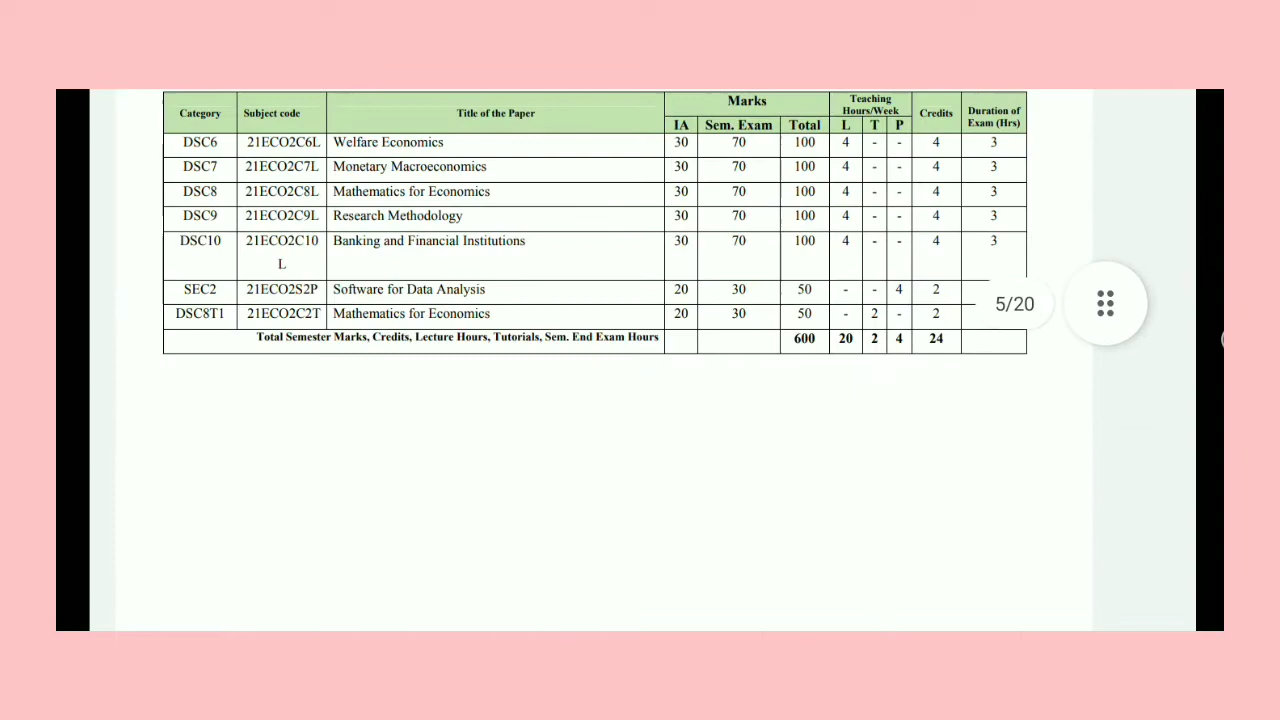 Category Subject code Title of the Paper Marks Teaching Hours/Week Credits Duration of Exam (Hrs)
IA Sem. Exam Total L T P
DSC6 21ECO2C6L Welfare Economics 30 70 100 4 - - 4 3
DSC7 21ECO2C7L Monetary Macroeconomics 30 70 100 4 - - 4 3
DSC8 21ECO2C8L Mathematics for Economics 30 70 100 4 - - 4 3
DSC9 21ECO2C9L Research Methodology 30 70 100 4 - - 4 3
DSC10 21ECO2C10 Banking and Financial Institutions 30 70 100 4 - - 4 3
L
SEC2 21ECO2S2P Software for Data Analysis 20 30 50 - - 4 2
5/20
DSC8T1 21ECO2C2T Mathematics for Economics 20 30 50 - 2 - 2
Total Semester Marks, Credits, Lecture Hours, Tutorials, Sem. End Exam Hours 600 20 2 4 24